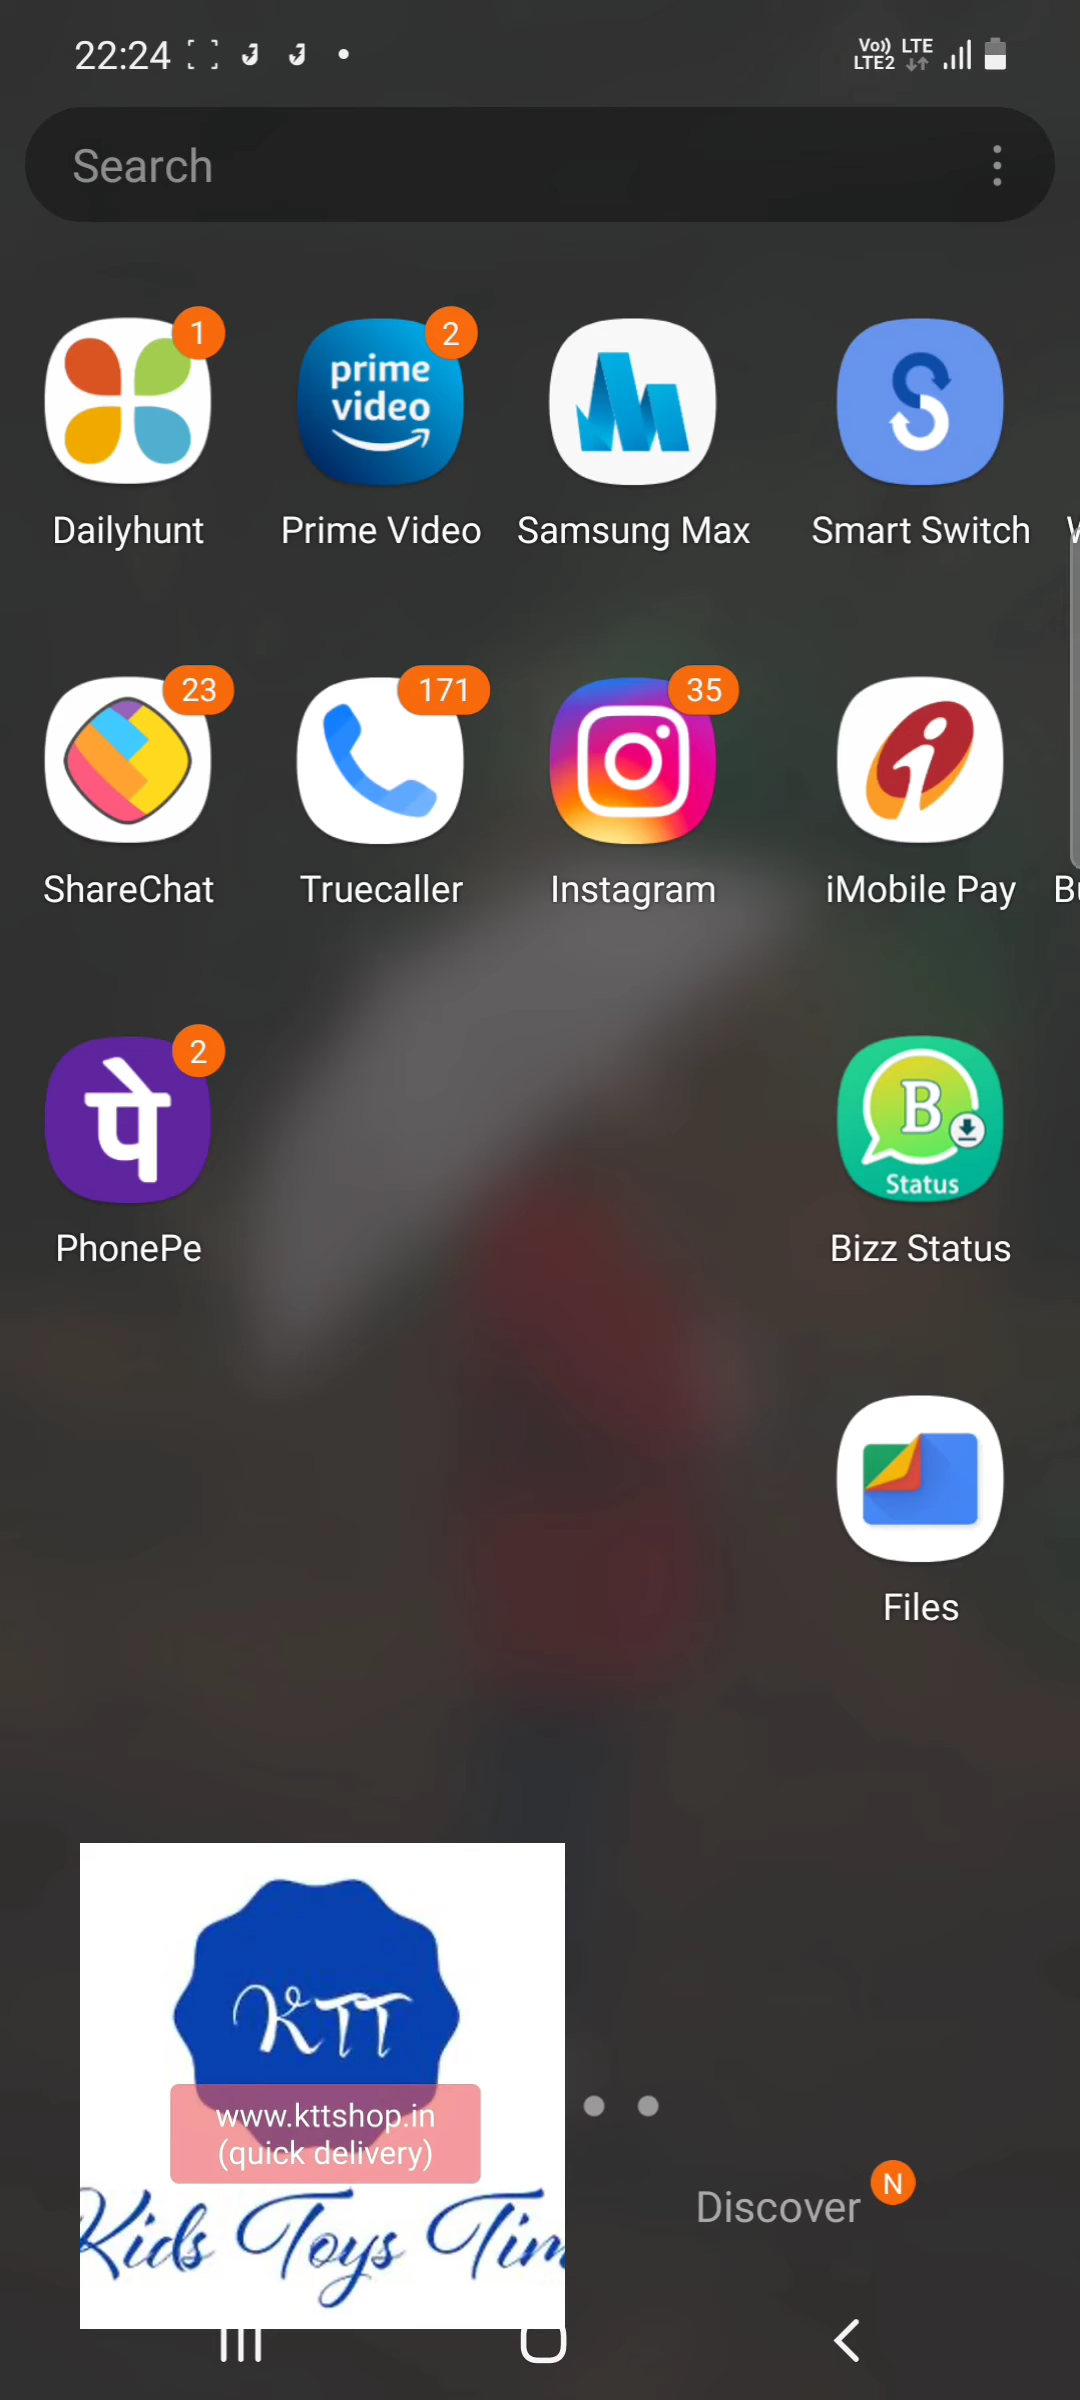 22:24
Vo)) LTE
LTE2
Search
1
2
prime
video
Dailyhunt
Prime Video
Samsung Max
Smart Switch
23
171
35
ShareChat
Truecaller
Instagram
iMobile Pay
2
पे
B
Status
PhonePe
Bizz Status
Files
KTT
www.kttshop.in
(quick delivery)
Kids Toys
Discover
N